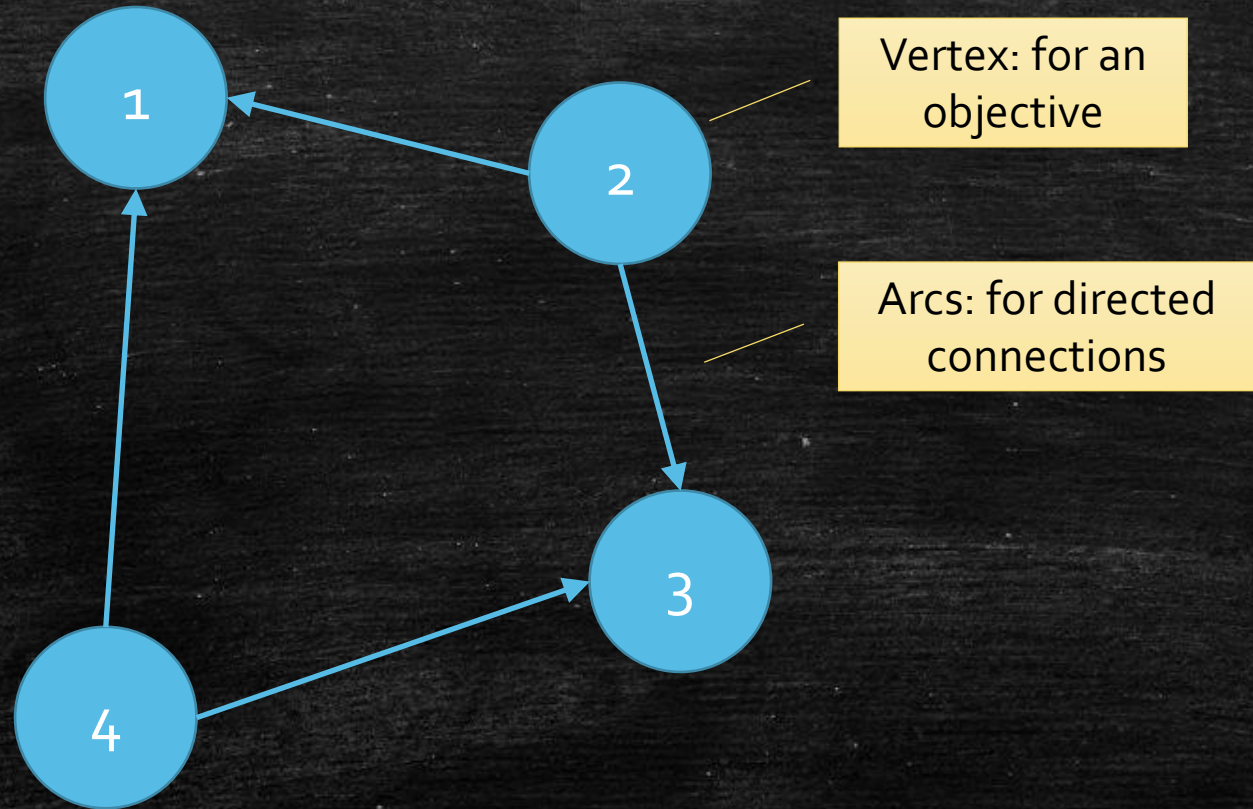 1
2
Vertex: for an
objective
Arcs: for directed
connections
3
4